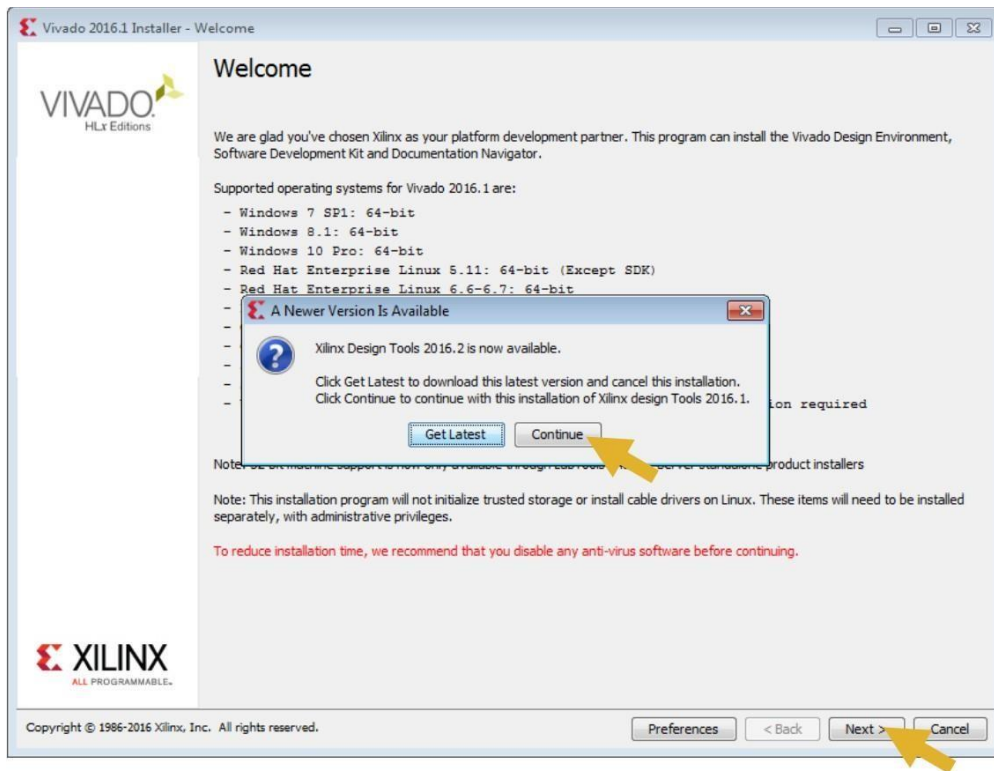 Vivado 2016.1 Installer - Welcome
VIVADO.
HLx Editions
Welcome
We are glad you've chosen Xilinx as your platform development partner. This program can install the Vivado Design Environment,
Software Development Kit and Documentation Navigator.
Supported operating systems for Vivado 2016.1 are:
- Windows 7 SP1: 64-bit
- Windows 8.1: 64-bit
- Windows 10 Pro: 64-bit
- Red Hat Enterprise Linux 5.11: 64-bit (Except SDK)
- Red Hat Enterprise Linux 6.6-6.7: 64-bit
A Newer Version Is Available
Xilinx Design Tools 2016.2 is now available.
Click Get Latest to download this latest version and cancel this installation.
Click Continue to continue with this installation of Xilinx design Tools 2016.1.
required
Get Latest Continue
Note: product installers
Note: This installation program will not initialize trusted storage or install cable drivers on Linux. These items will need to be installed
separately, with administrative privileges.
To reduce installation time, we recommend that you disable any anti-virus software before continuing.
XILINX
ALL PROGRAMMABLE.
Copyright © 1986-2016 Xilinx, Inc. All rights reserved.
Preferences < Back Next > Cancel